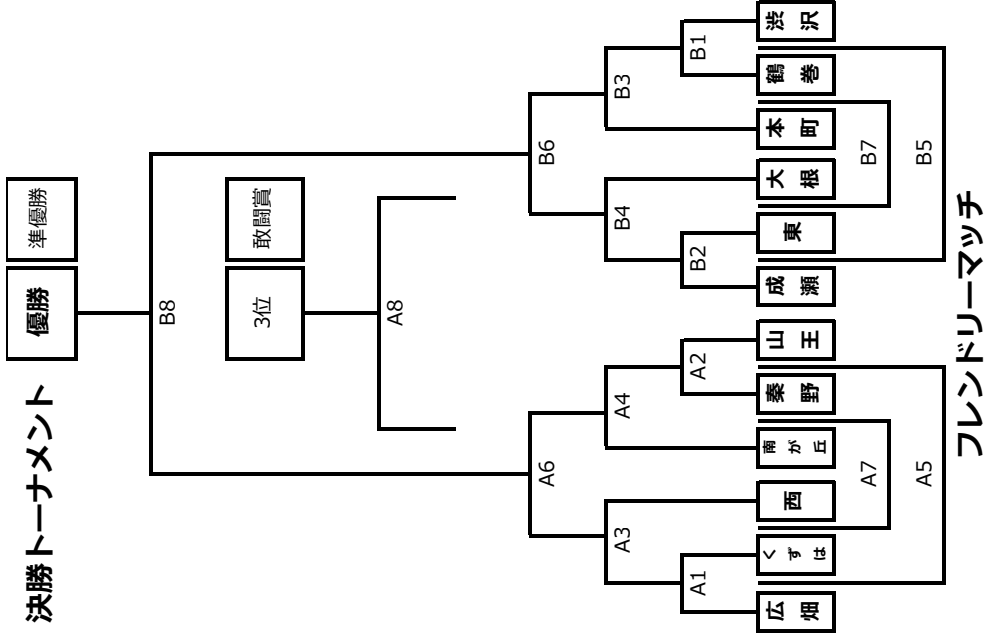 決勝トーナメント
優勝
準優勝
B8
3位
敢闘賞
A8
A6
B6
A3
A4
B4
B3
A1
A2
B2
B1
広畑
くずは
西
南が丘
秦野
山王
成瀬
東
大根
本町
鶴巻
渋沢
A7
B7
A5
B5
フレンドリーマッチ